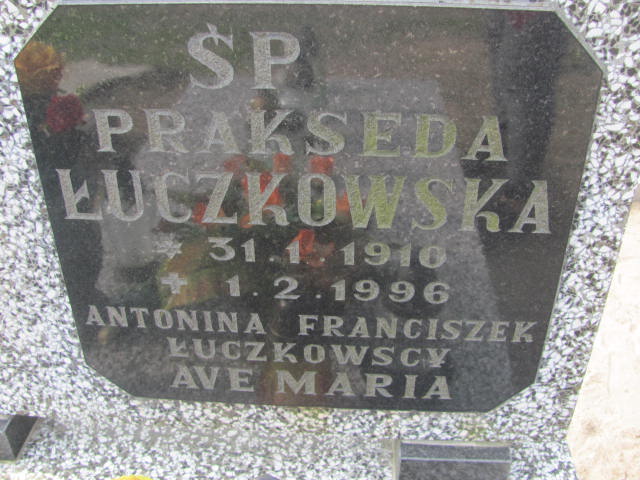 ŚP
PRAKSEDA
ŁUCZKOWSKA
* 31.1.1910
+ 1.2.1996
ANTONINA FRANCISZEK
ŁUCZKOWSCY
AVE MARIA